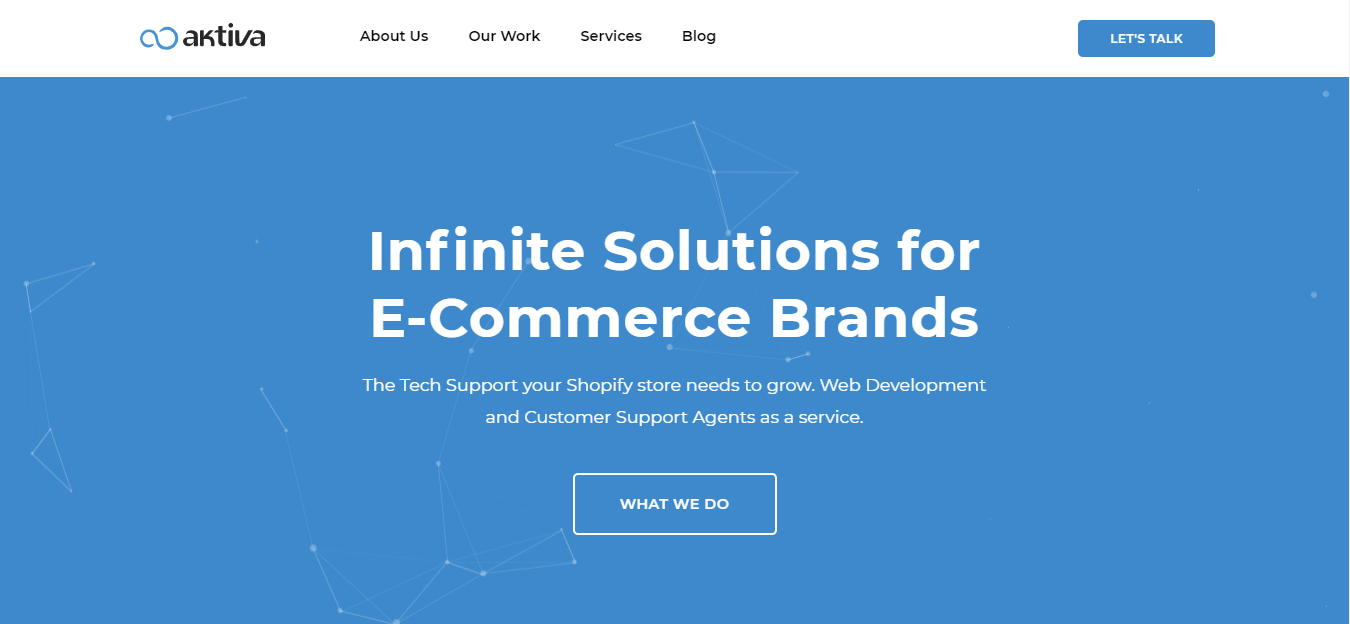 aktiva
About Us
Our Work
Services
Blog
LET'S TALK
Infinite Solutions for
E-Commerce Brands
The Tech Support your Shopify store needs to grow. Web Development
and Customer Support Agents as a service.
WHAT WE DO